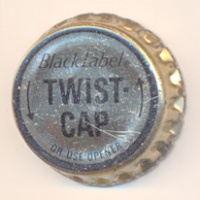 Black Label
TWIST-
CAP
OR USE OPENER